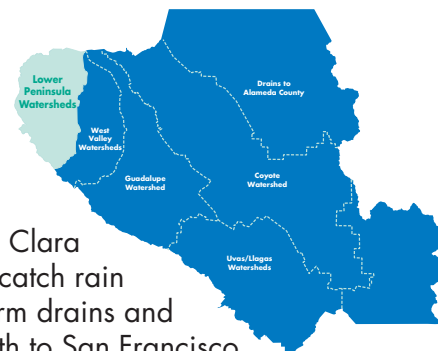 Lower
Peninsula
Watersheds
West
Valley
Watersheds
Guadalupe
Watershed
Drains to
Alameda County
Coyote
Watershed
Uvas/Llagas
Watersheds
Clara
catch rain
rm drains and
th to San Francisco